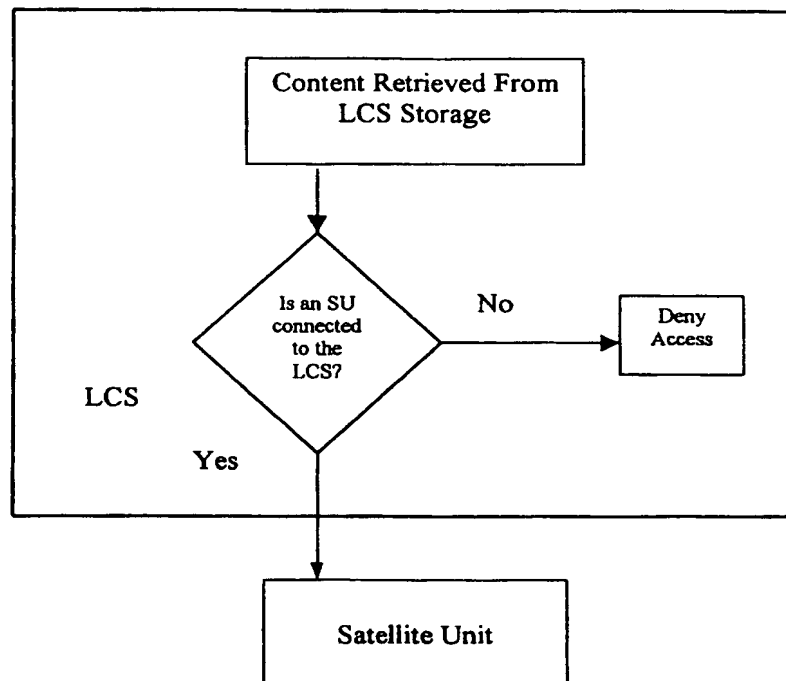 Content Retrieved From
LCS Storage
Is an SU
connected
to the
LCS?
No
Deny
Access
LCS
Yes
Satellite Unit